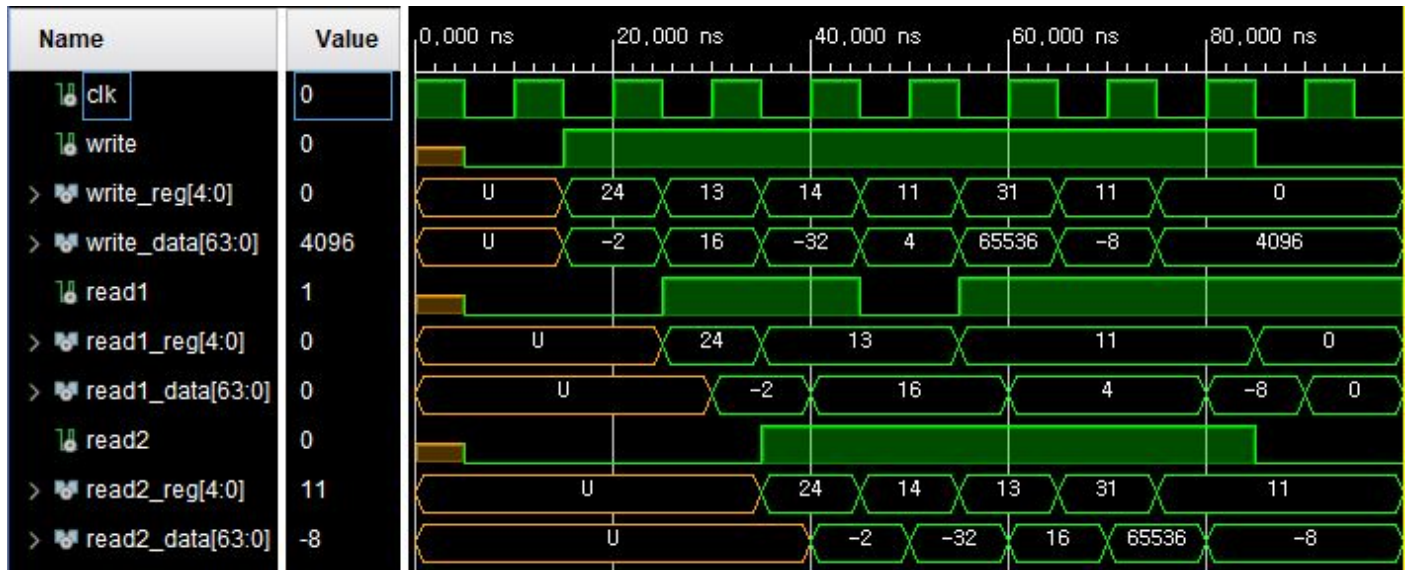 Name Value 0,000 ns 20,000 ns 40,000 ns 60,000 ns 80,000 ns
clk 0
write 0
write_reg[4:0] 0 U 24 13 14 11 31 11 0
write_data[63:0] 4096 U -2 16 -32 4 65536 -8 4096
read1 1
read1_reg[4:0] 0 U 24 13 11 0
read1_data[63:0] 0 U -2 16 4 -8 0
read2 0
read2_reg[4:0] 11 U 24 14 13 31 11
read2_data[63:0] -8 U -2 -32 16 65536 -8